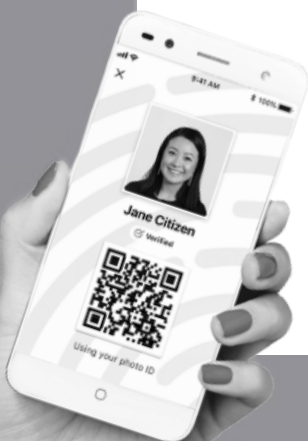 9:41 AM
100%
Jane Citizen
Verified
Using your photo ID